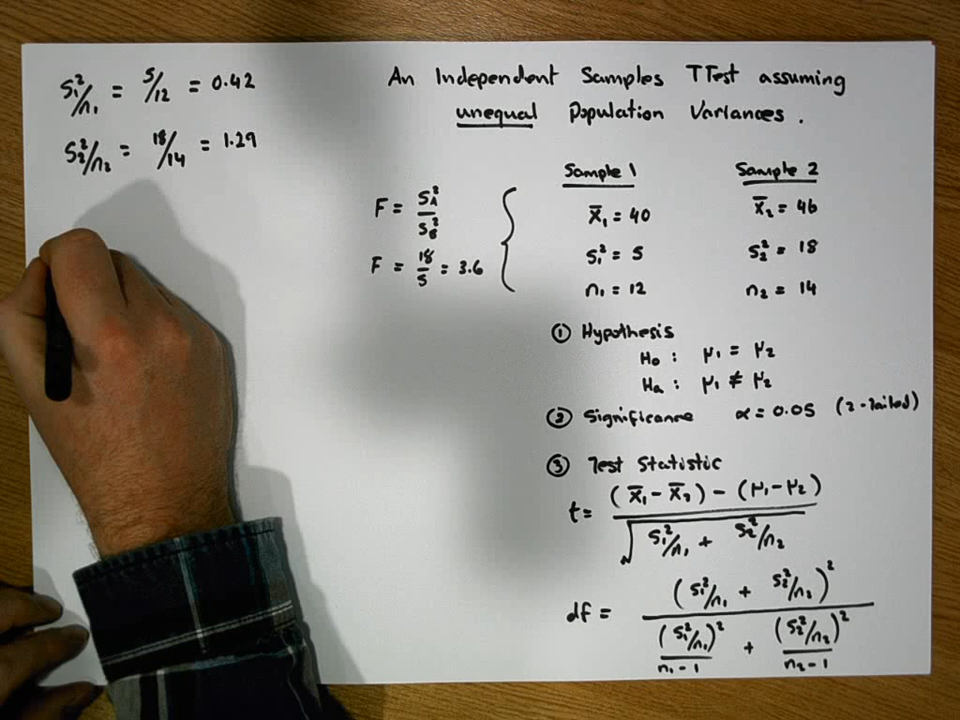 An Independent Samples TTest assuming
unequal Population Variances.
S₁²/n₁ = 5/12 = 0.42
S₂²/n₂ = 18/14 = 1.29
F = S_A²/S_B²
F = 18/5 = 3.6
Sample 1 Sample 2
x̄₁ = 40 x̄₂ = 46
S₁² = 5 S₂² = 18
n₁ = 12 n₂ = 14
① Hypothesis
H₀ : μ₁ = μ₂
Hₐ : μ₁ ≠ μ₂
② Significance α = 0.05 (2-tailed)
③ Test Statistic
t = ((x̄₁ - x̄₂) - (μ₁ - μ₂)) / √(S₁²/n₁ + S₂²/n₂)
df = (S₁²/n₁ + S₂²/n₂)² / ((S₁²/n₁)²/(n₁-1) + (S₂²/n₂)²/(n₂-1))